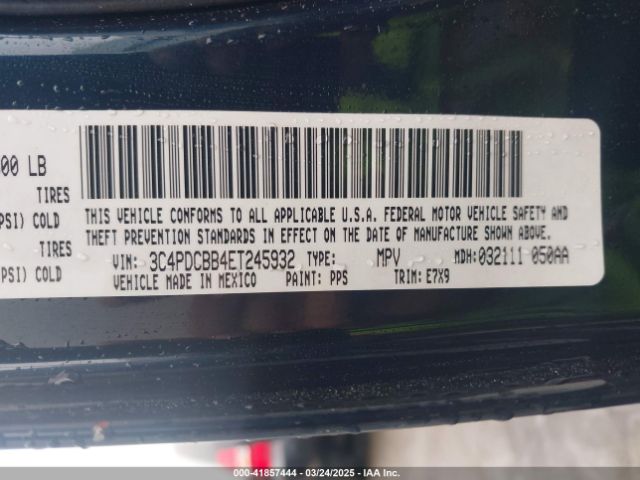 00 LB
TIRES
PSI) COLD
TIRES
PSI) COLD
THIS VEHICLE CONFORMS TO ALL APPLICABLE U.S.A. FEDERAL MOTOR VEHICLE SAFETY AND
THEFT PREVENTION STANDARDS IN EFFECT ON THE DATE OF MANUFACTURE SHOWN ABOVE.
VIN: 3C4PDCBB4ET245932 TYPE: MPV MDH: 032111 050AA
VEHICLE MADE IN MEXICO PAINT: PPS TRIM: E7X9
000-41857444 - 03/24/2025 - IAA Inc.